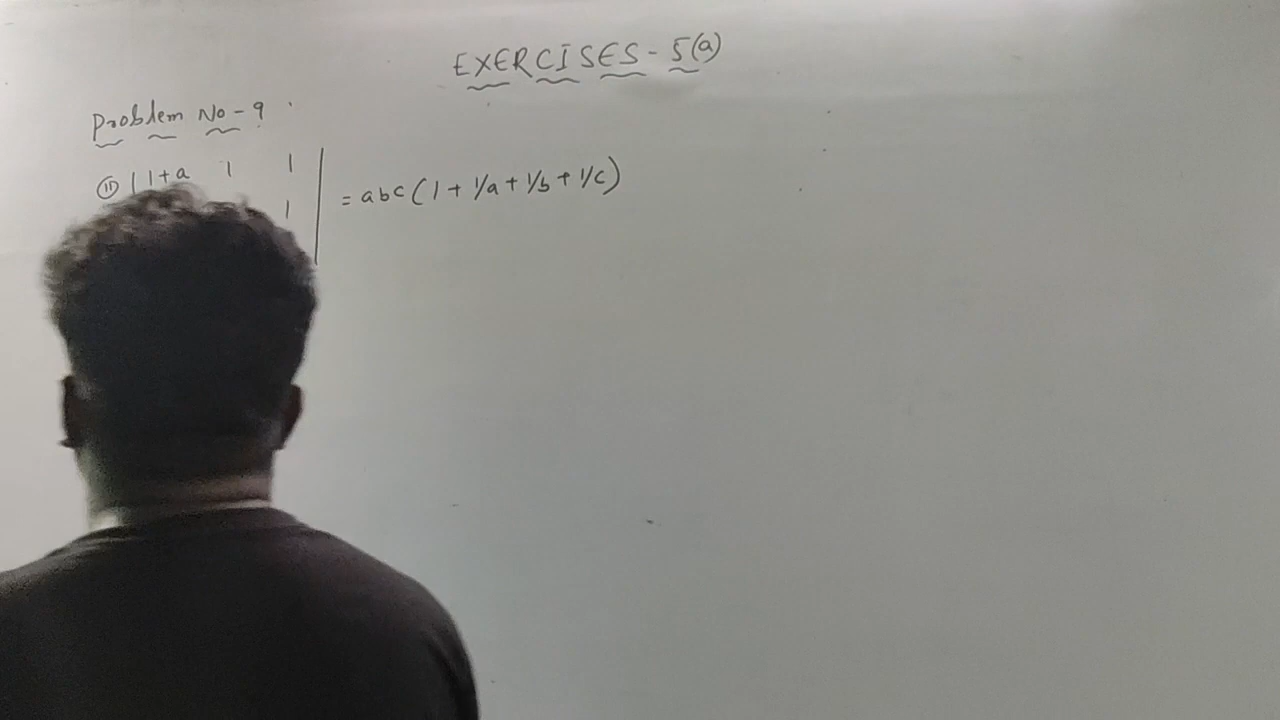 EXERCISES - 5(a)
Problem No - 9
(ii) | 1+a 1 1 | = abc (1 + 1/a + 1/b + 1/c)
1